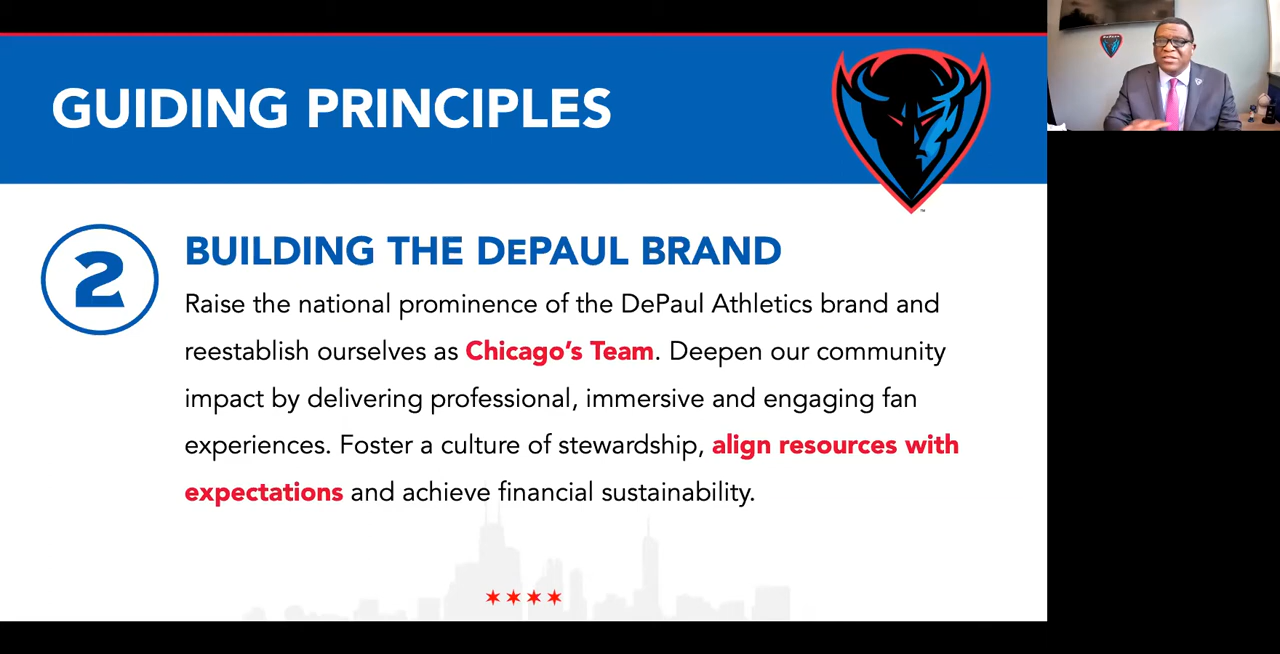 GUIDING PRINCIPLES
™
2
BUILDING THE DEPAUL BRAND
Raise the national prominence of the DePaul Athletics brand and
reestablish ourselves as Chicago's Team. Deepen our community
impact by delivering professional, immersive and engaging fan
experiences. Foster a culture of stewardship, align resources with
expectations and achieve financial sustainability.